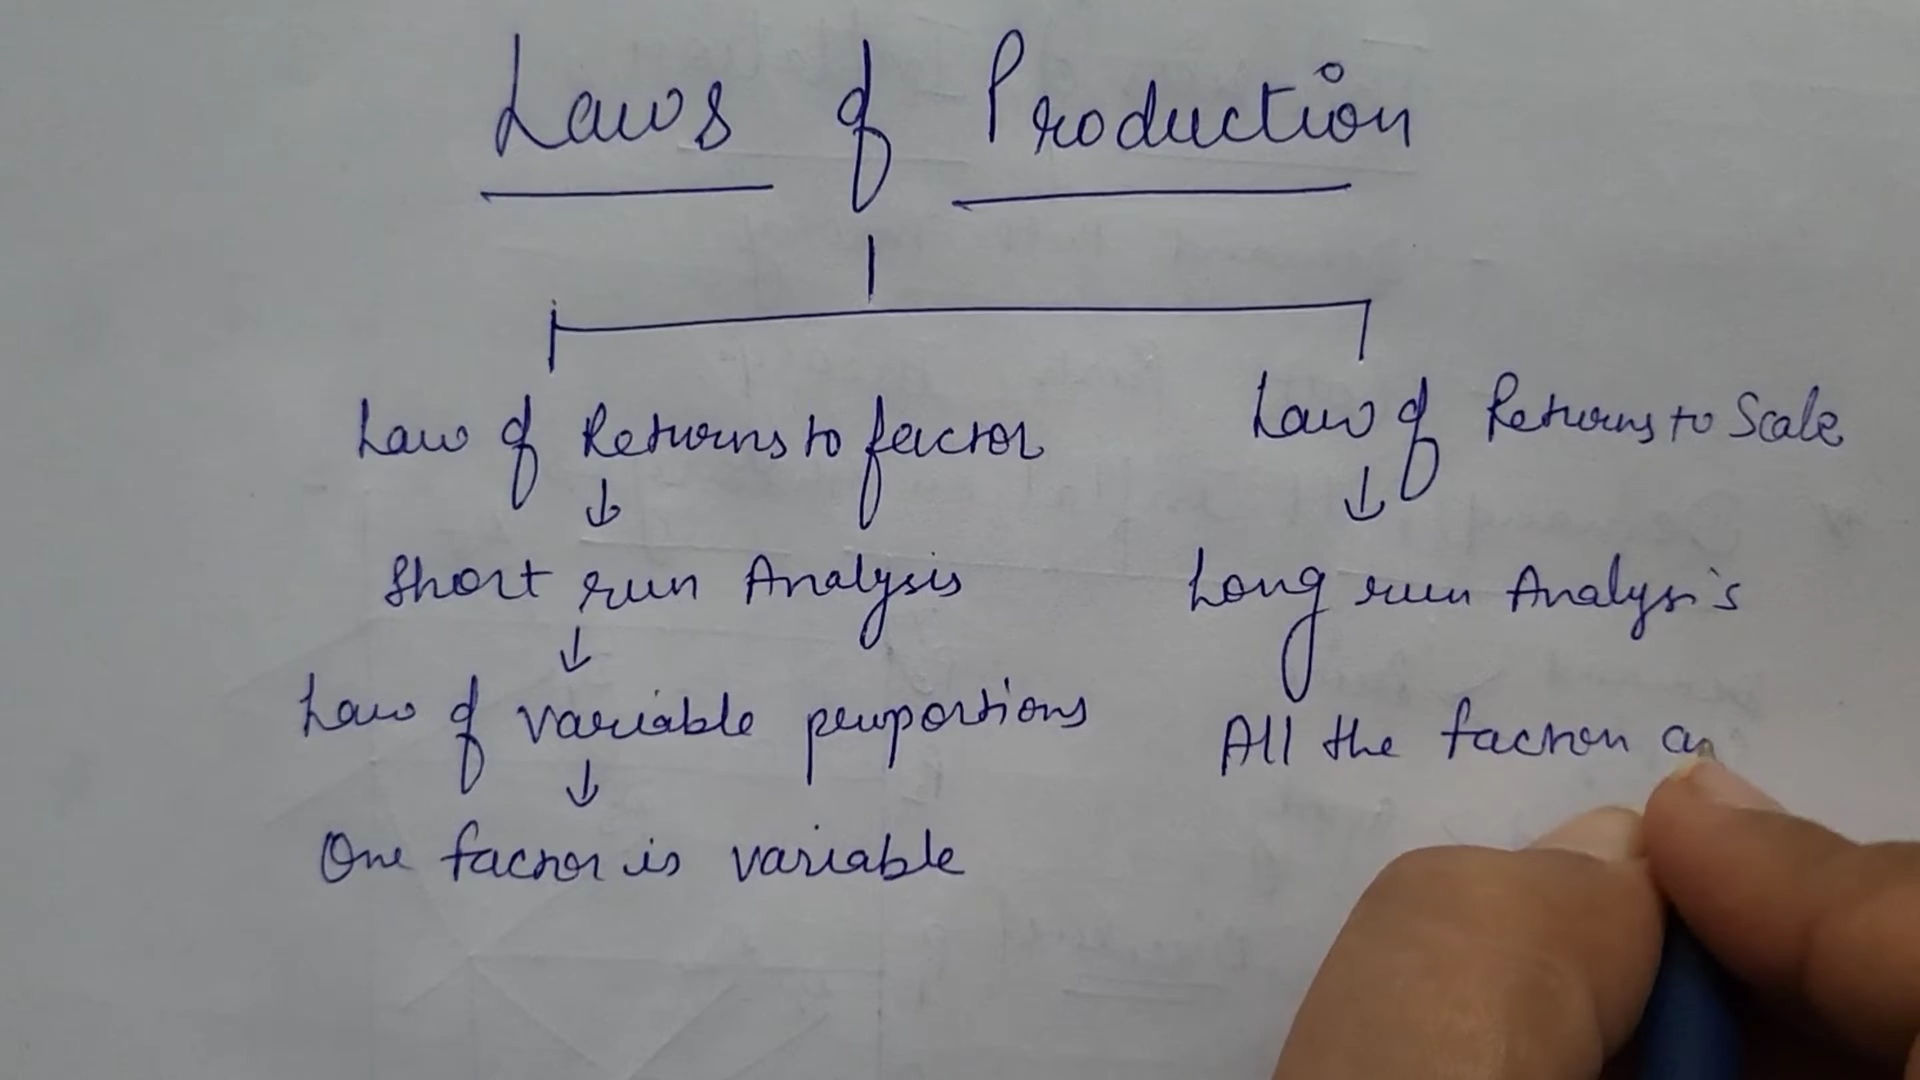 Laws of Production
Law of Returns to factor
Law of Returns to Scale
Short run Analysis
Long run Analysis
Law of variable proportions
All the factors
One factor is variable